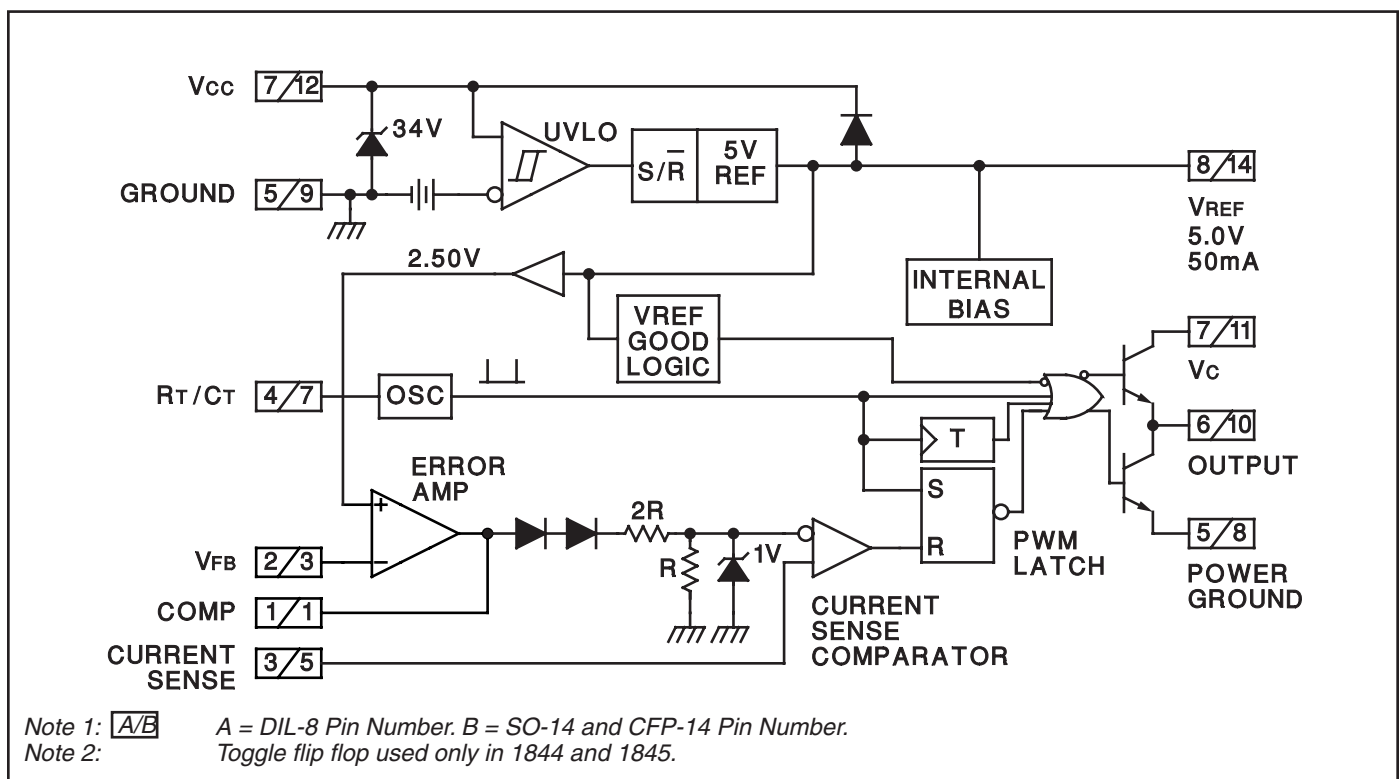 VCC 7/12
34V
UVLO
S/R̅
5V
REF
GROUND 5/9
8/14
VREF
5.0V
50mA
2.50V
INTERNAL
BIAS
VREF
GOOD
LOGIC
7/11
VC
RT/CT 4/7
OSC
T
6/10
OUTPUT
ERROR
AMP
+
−
S
R
PWM
LATCH
2R
R
1V
VFB 2/3
5/8
POWER
GROUND
COMP 1/1
CURRENT
SENSE
COMPARATOR
CURRENT
SENSE
3/5
Note 1: A/B A = DIL-8 Pin Number. B = SO-14 and CFP-14 Pin Number.
Note 2: Toggle flip flop used only in 1844 and 1845.